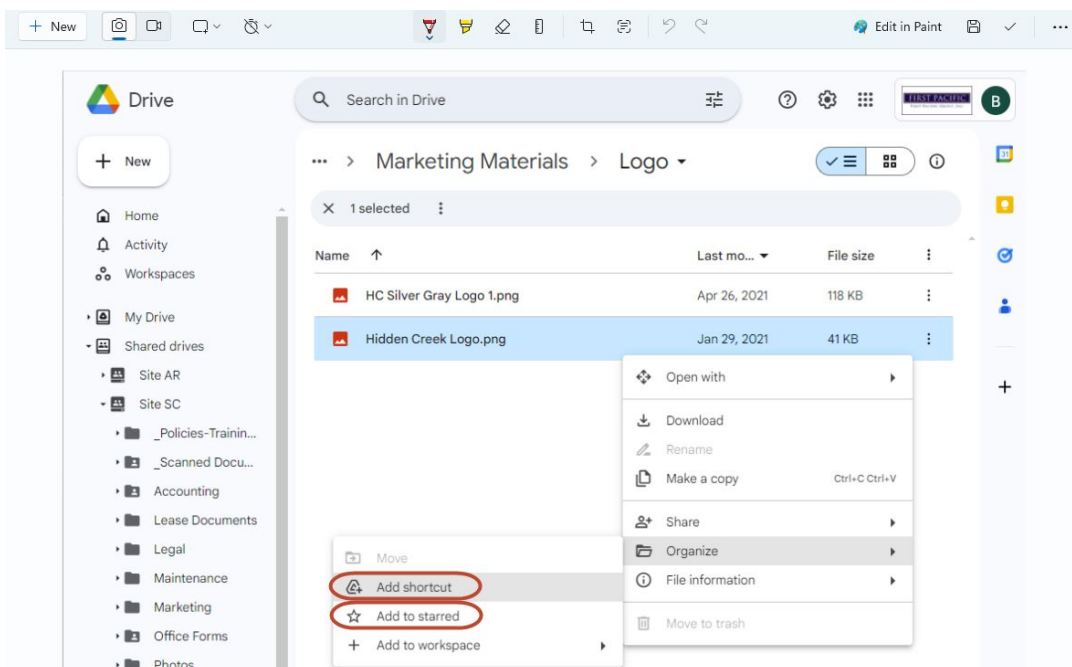 New
Edit in Paint
Drive
Search in Drive
FIRST PACIFIC
B
New
Marketing Materials > Logo
31
1 selected
Home
Activity
Workspaces
My Drive
Shared drives
Site AR
Site SC
_Policies-Trainin...
_Scanned Docu...
Accounting
Lease Documents
Legal
Maintenance
Marketing
Office Forms
Photos
Name Last mo... File size
HC Silver Gray Logo 1.png Apr 26, 2021 118 KB
Hidden Creek Logo.png Jan 29, 2021 41 KB
Open with
Download
Rename
Make a copy Ctrl+C Ctrl+V
Share
Organize
File information
Move to trash
Move
Add shortcut
Add to starred
Add to workspace